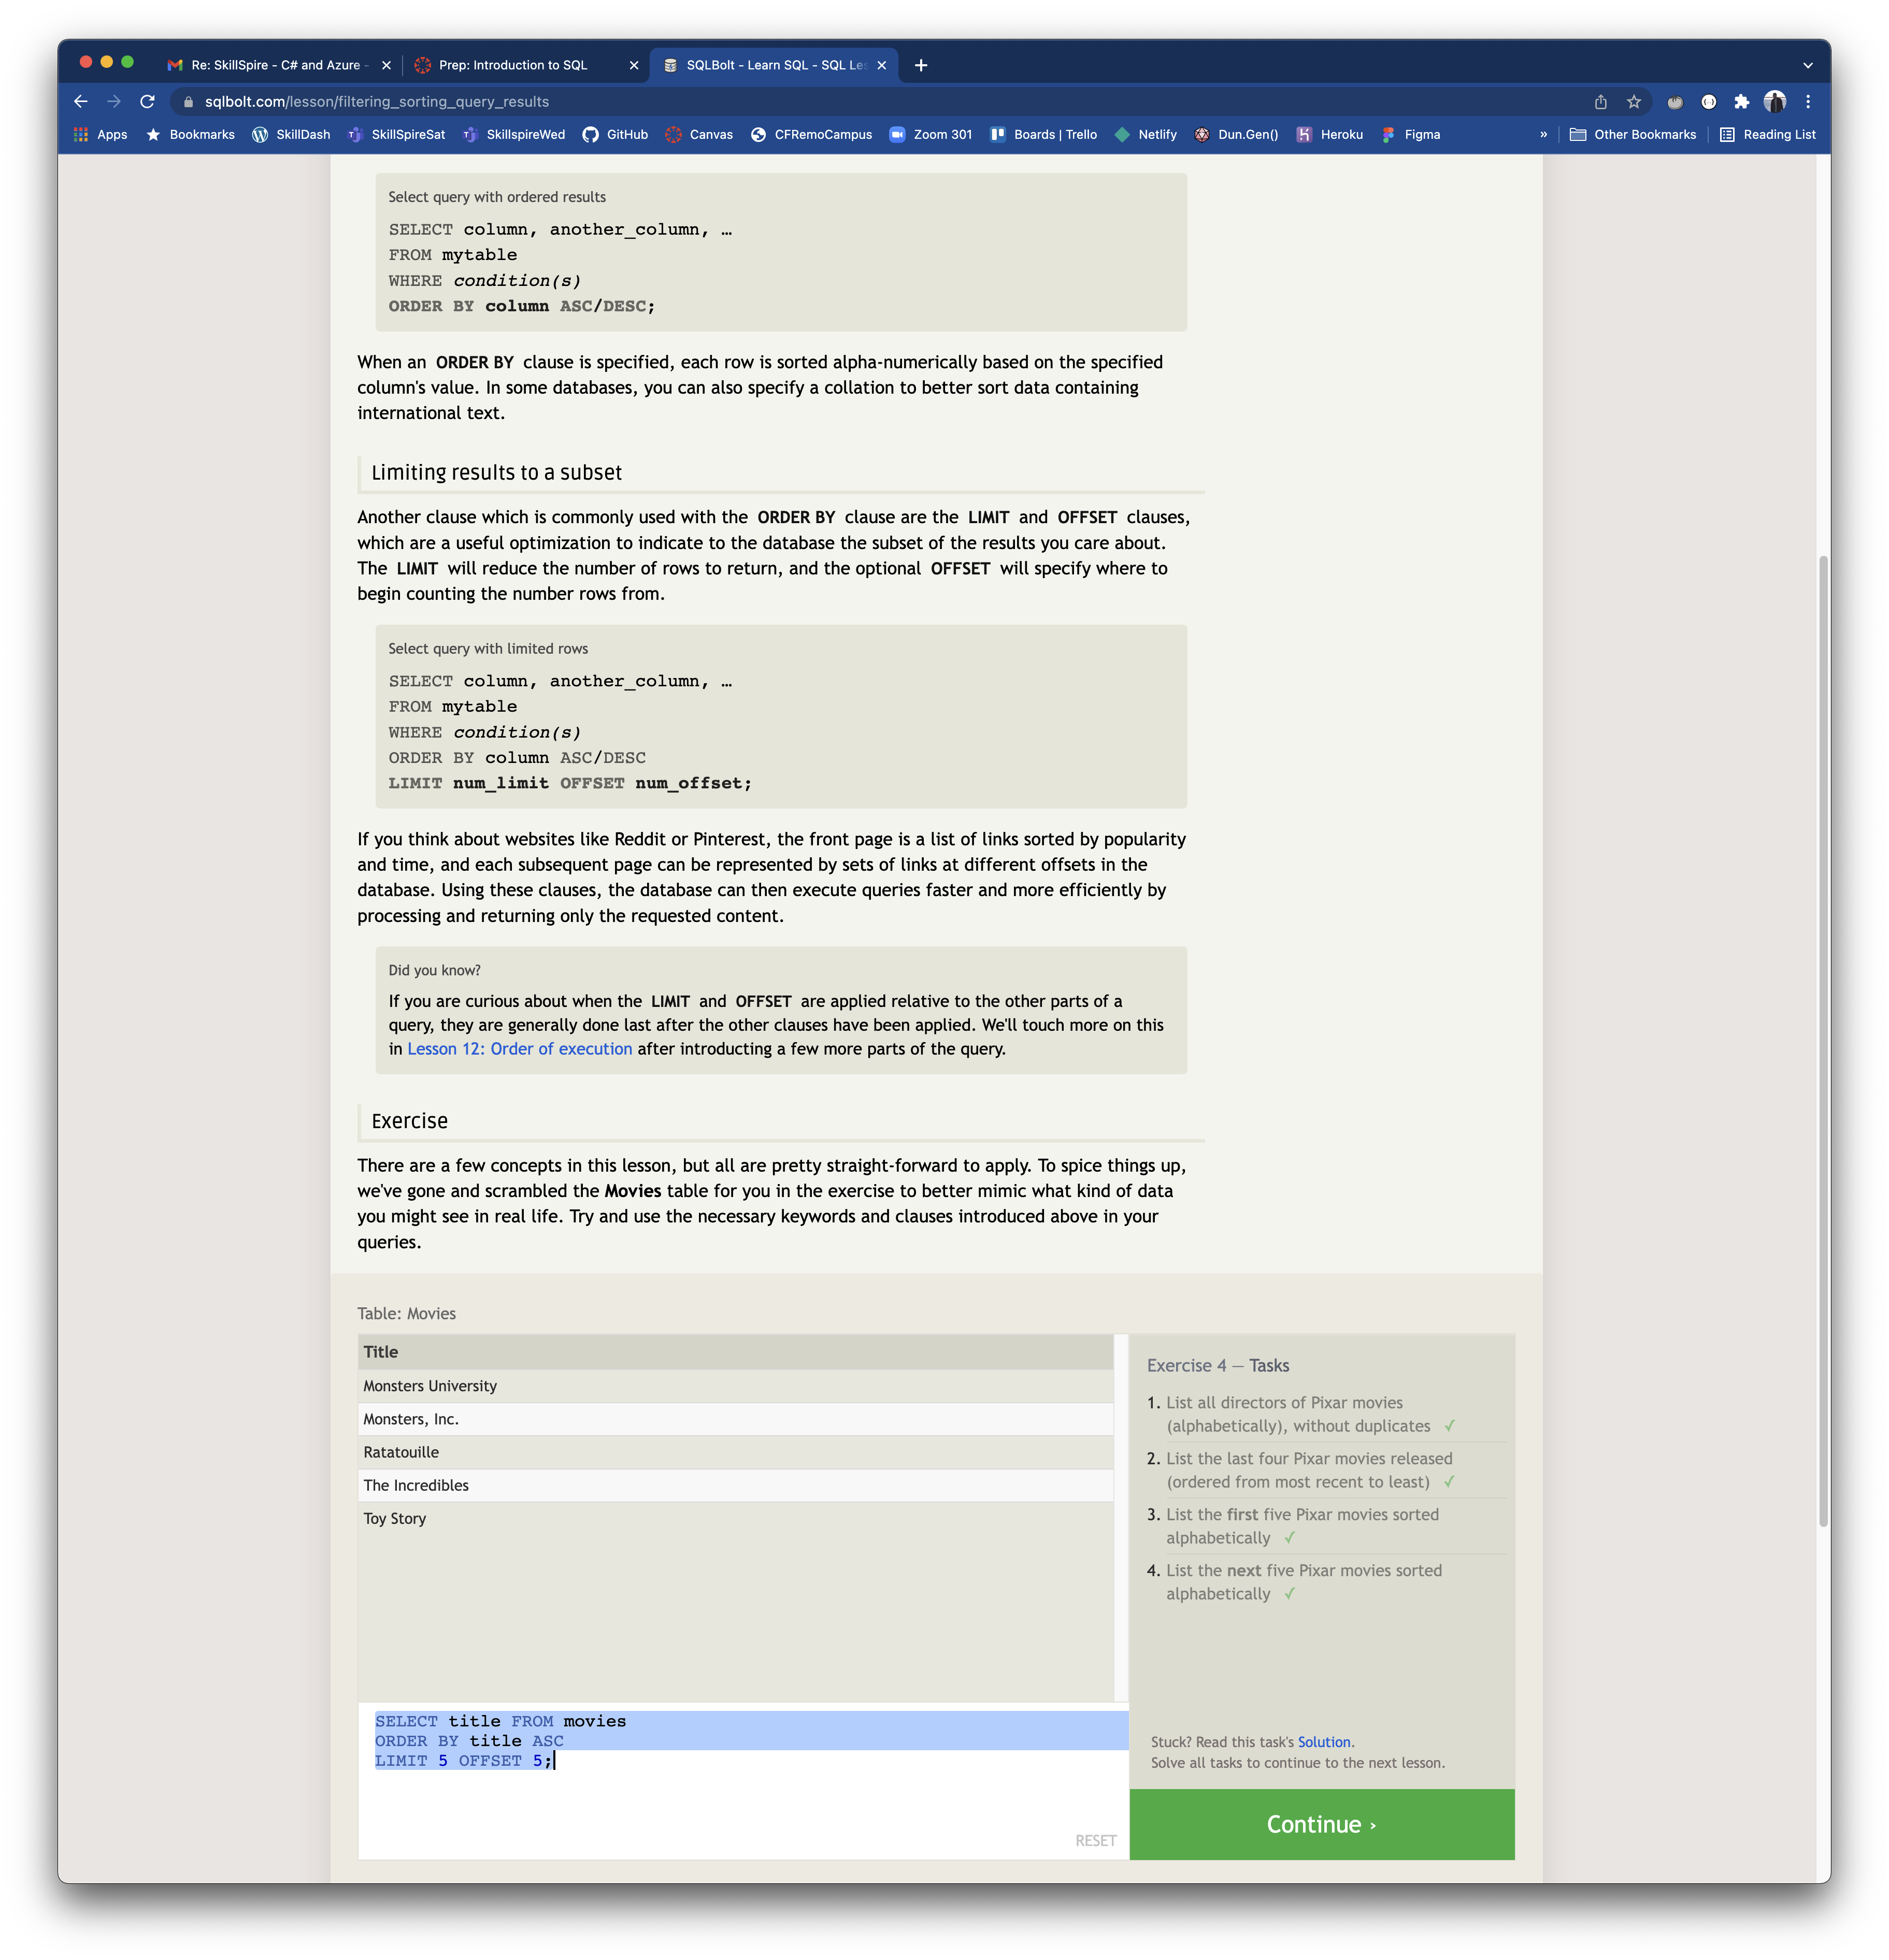 Re: SkillSpire - C# and Azure -
Prep: Introduction to SQL
SQLBolt - Learn SQL - SQL Les
sqlbolt.com/lesson/filtering_sorting_query_results
Apps Bookmarks SkillDash SkillSpireSat SkillspireWed GitHub Canvas CFRemoCampus Zoom 301 Boards | Trello Netlify Dun.Gen() Heroku Figma » Other Bookmarks Reading List
Select query with ordered results
SELECT column, another_column, …
FROM mytable
WHERE condition(s)
ORDER BY column ASC/DESC;
When an ORDER BY clause is specified, each row is sorted alpha-numerically based on the specified
column's value. In some databases, you can also specify a collation to better sort data containing
international text.
Limiting results to a subset
Another clause which is commonly used with the ORDER BY clause are the LIMIT and OFFSET clauses,
which are a useful optimization to indicate to the database the subset of the results you care about.
The LIMIT will reduce the number of rows to return, and the optional OFFSET will specify where to
begin counting the number rows from.
Select query with limited rows
SELECT column, another_column, …
FROM mytable
WHERE condition(s)
ORDER BY column ASC/DESC
LIMIT num_limit OFFSET num_offset;
If you think about websites like Reddit or Pinterest, the front page is a list of links sorted by popularity
and time, and each subsequent page can be represented by sets of links at different offsets in the
database. Using these clauses, the database can then execute queries faster and more efficiently by
processing and returning only the requested content.
Did you know?
If you are curious about when the LIMIT and OFFSET are applied relative to the other parts of a
query, they are generally done last after the other clauses have been applied. We'll touch more on this
in Lesson 12: Order of execution after introducting a few more parts of the query.
Exercise
There are a few concepts in this lesson, but all are pretty straight-forward to apply. To spice things up,
we've gone and scrambled the Movies table for you in the exercise to better mimic what kind of data
you might see in real life. Try and use the necessary keywords and clauses introduced above in your
queries.
Table: Movies
Title
Monsters University
Monsters, Inc.
Ratatouille
The Incredibles
Toy Story
SELECT title FROM movies
ORDER BY title ASC
LIMIT 5 OFFSET 5;
RESET
Exercise 4 — Tasks
1. List all directors of Pixar movies
(alphabetically), without duplicates ✓
2. List the last four Pixar movies released
(ordered from most recent to least) ✓
3. List the first five Pixar movies sorted
alphabetically ✓
4. List the next five Pixar movies sorted
alphabetically ✓
Stuck? Read this task's Solution.
Solve all tasks to continue to the next lesson.
Continue ›